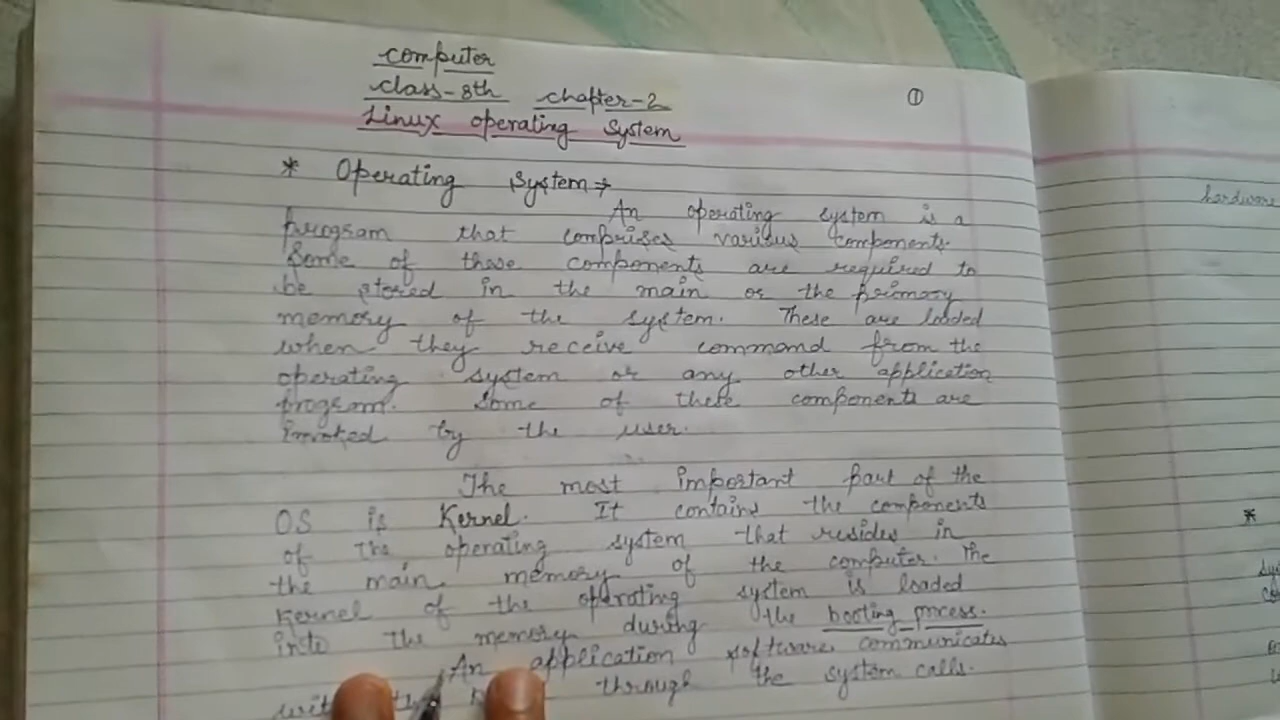 computer
class-8th chapter-2
①
Linux operating System
* Operating System⇒
An operating system is a
program that comprises various components.
Some of these components are required to
be stored in the main or the primary
memory of the system. These are loaded
when they receive command from the
operating system or any other application
program. Some of these components are
invoked by the user.
The most important part of the
OS is Kernel. It contains the components
of the operating system that resides in
the main memory of the computer. The
Kernel of the operating system is loaded
into the memory during the booting process.
An application software communicates
through the system calls.
hardware
*